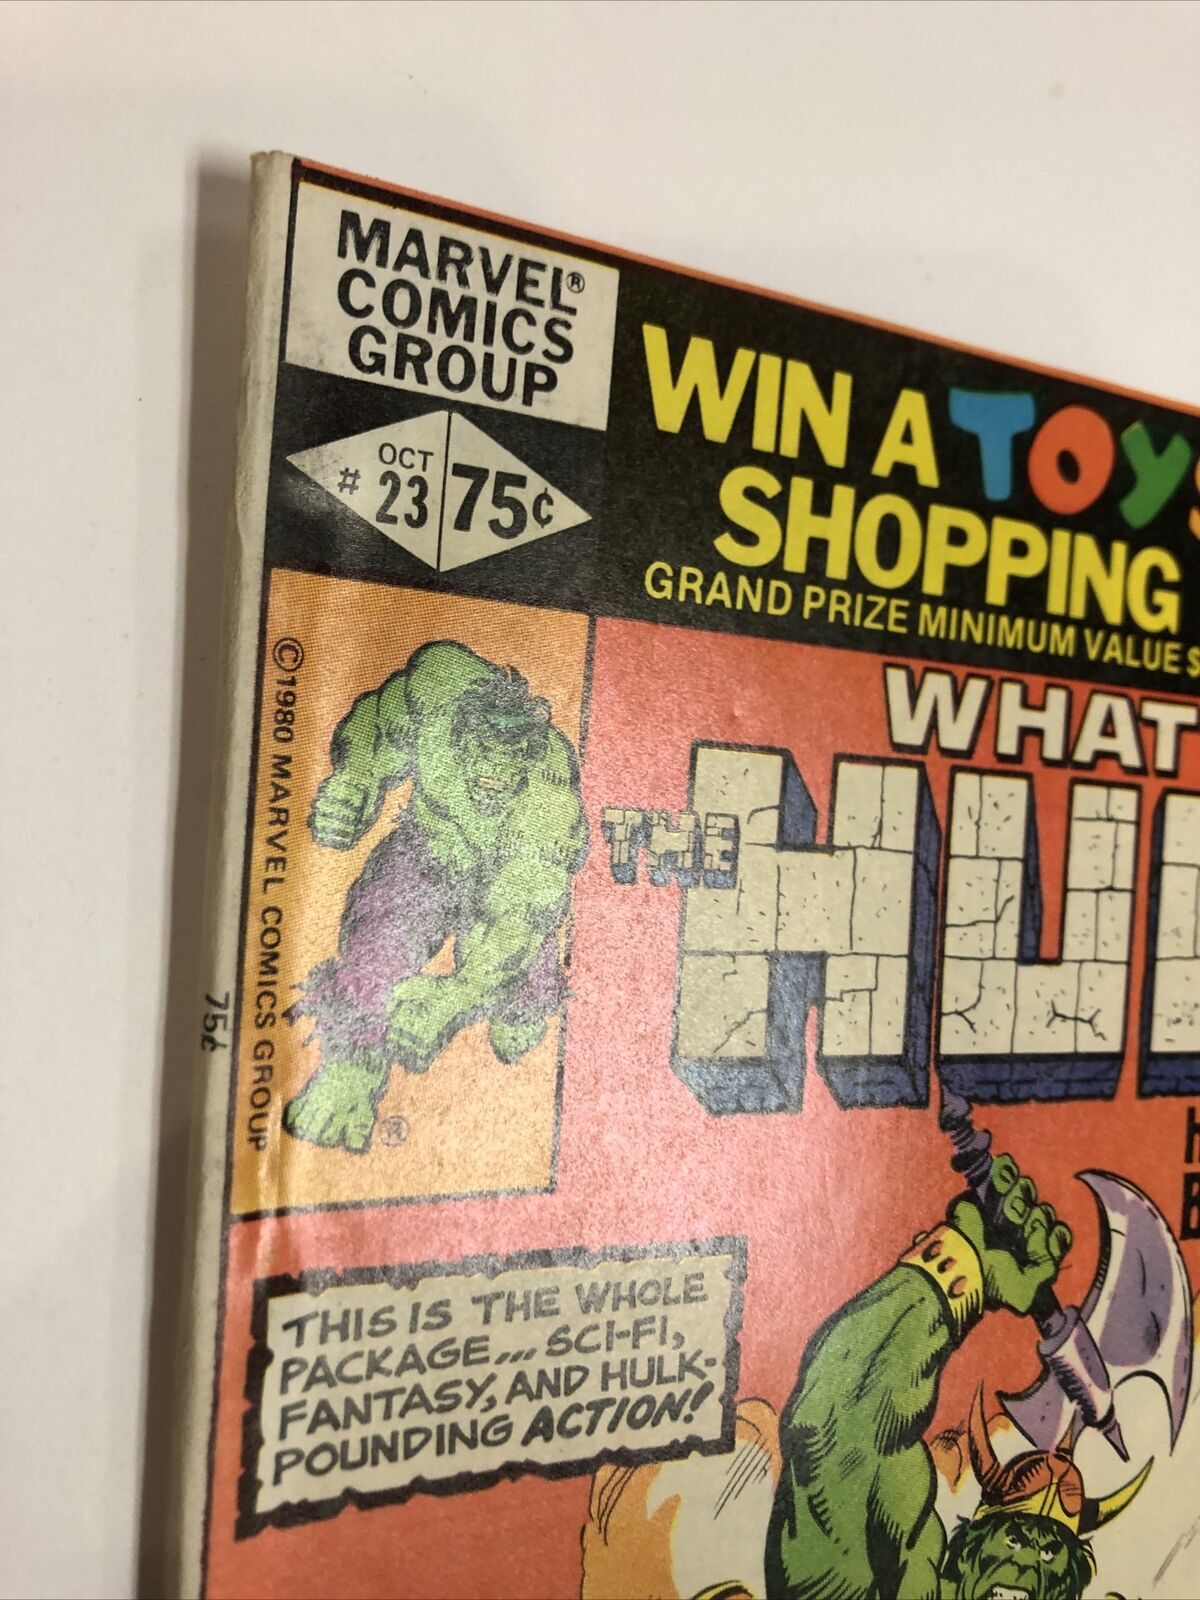 MARVEL®
COMICS
GROUP
OCT
# 23
75¢
WIN A TOYS
SHOPPING
GRAND PRIZE MINIMUM VALUE $
©1980 MARVEL COMICS GROUP
75¢
WHAT
THE HU
®
THIS IS THE WHOLE
PACKAGE... SCI-FI,
FANTASY, AND HULK-
POUNDING ACTION!